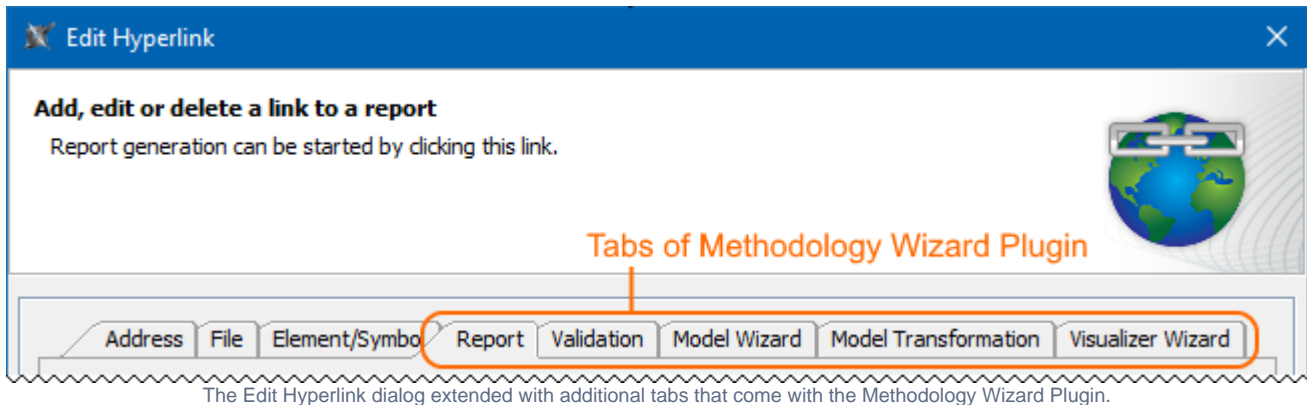 Edit Hyperlink
Add, edit or delete a link to a report
Report generation can be started by clicking this link.
Tabs of Methodology Wizard Plugin
Address File Element/Symbo Report Validation Model Wizard Model Transformation Visualizer Wizard
The Edit Hyperlink dialog extended with additional tabs that come with the Methodology Wizard Plugin.